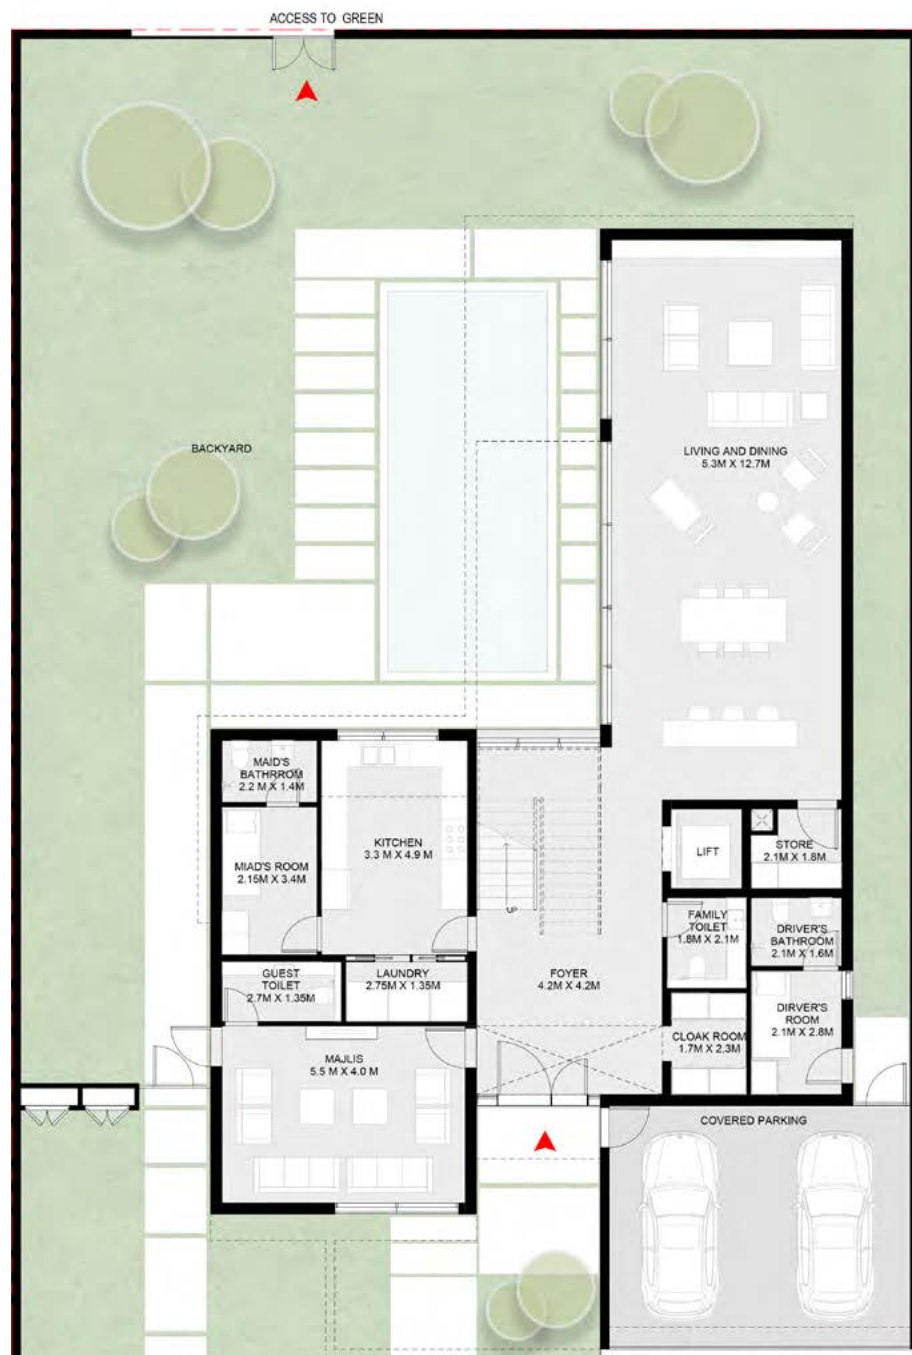 ACCESS TO GREEN
BACKYARD
LIVING AND DINING
5.3M X 12.7M
MAID'S
BATHRROM
2.2 M X 1.4M
KITCHEN
3.3 M X 4.9 M
MIAD'S ROOM
2.15M X 3.4M
LIFT
STORE
2.1M X 1.8M
FAMILY
TOILET
1.8M X 2.1M
DRIVER'S
BATHROOM
2.1M X 1.6M
GUEST
TOILET
2.7M X 1.35M
LAUNDRY
2.75M X 1.35M
FOYER
4.2M X 4.2M
DIRVER'S
ROOM
2.1M X 2.8M
CLOAK ROOM
1.7M X 2.3M
MAJLIS
5.5 M X 4.0 M
COVERED PARKING